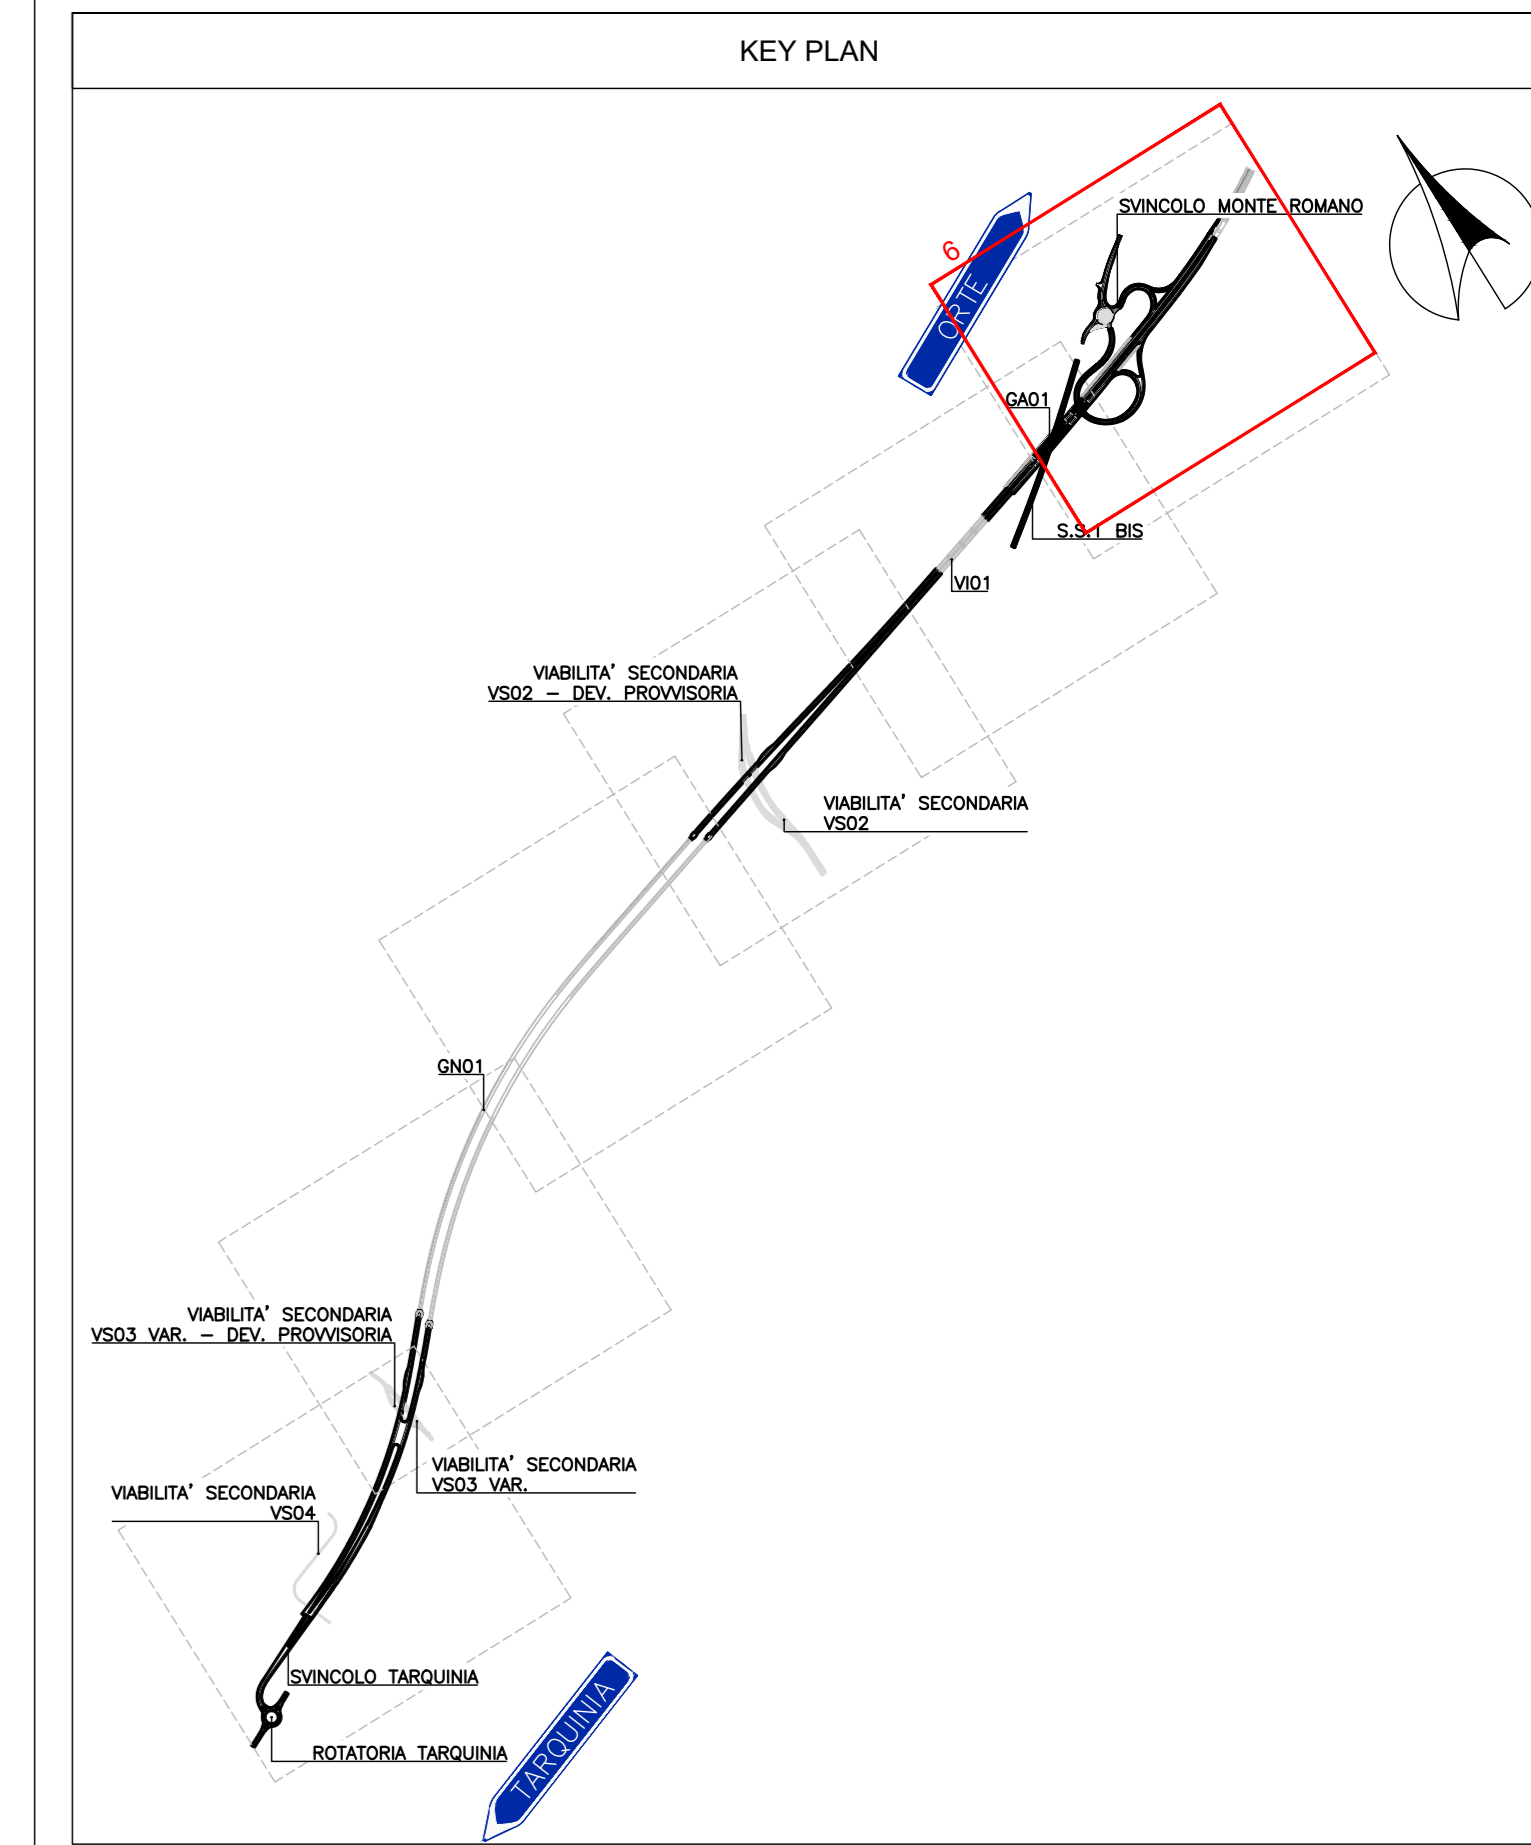 KEY PLAN
SVINCOLO MONTE ROMANO
6
ORTE
GA01
S.S.1 BIS
VI01
VIABILITA' SECONDARIA
VS02 - DEV. PROVVISORIA
VIABILITA' SECONDARIA
VS02
GN01
VIABILITA' SECONDARIA
VS03 VAR. - DEV. PROVVISORIA
VIABILITA' SECONDARIA
VS03 VAR.
VIABILITA' SECONDARIA
VS04
SVINCOLO TARQUINIA
TARQUINIA
ROTATORIA TARQUINIA